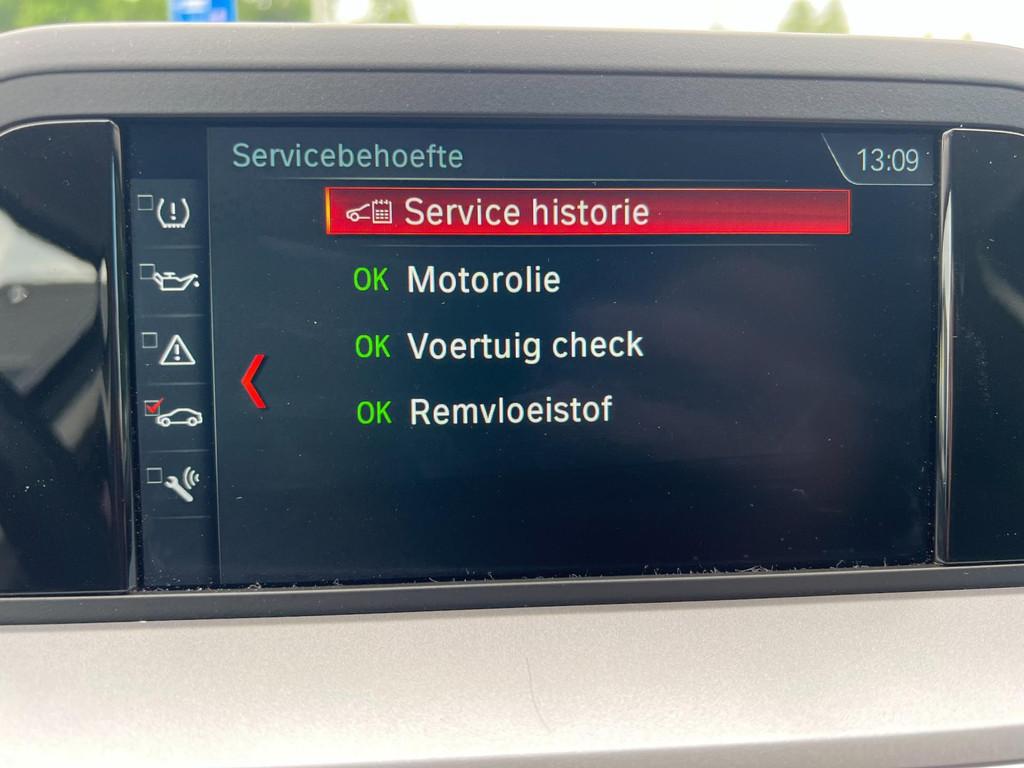 Servicebehoefte
13:09
Service historie
OK Motorolie
OK Voertuig check
OK Remvloeistof